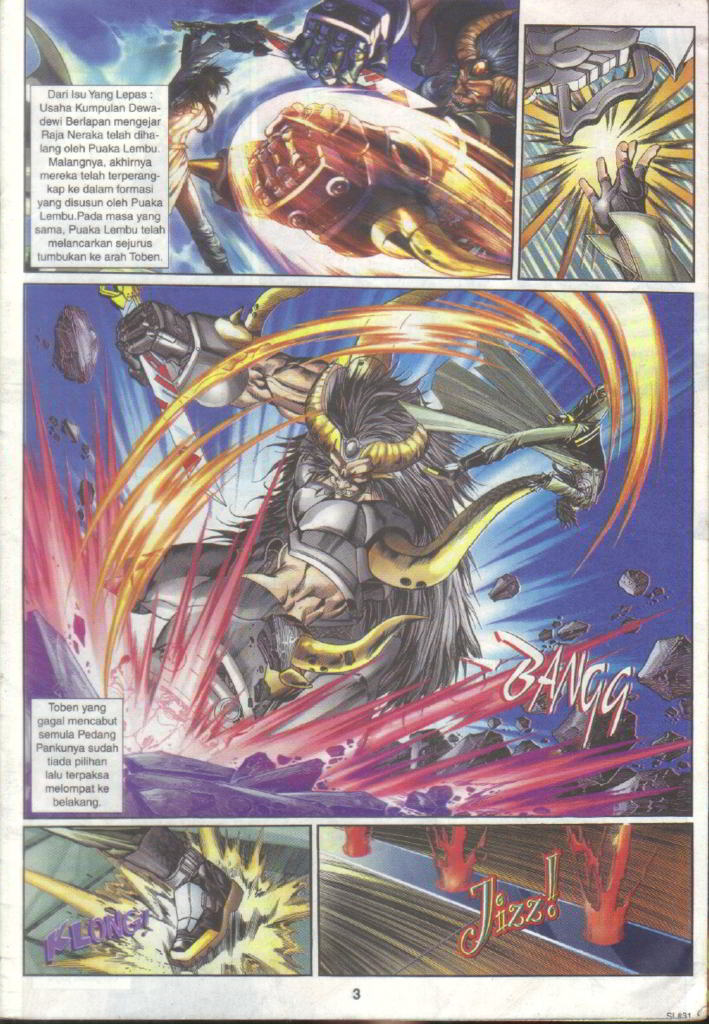 Dari Isu Yang Lepas :
Usaha Kumpulan Dewa-
dewi Berlapan mengejar
Raja Neraka telah diha-
lang oleh Puaka Lembu.
Malangnya, akhirnya
mereka telah terperang-
kap ke dalam formasi
yang disusun oleh Puaka
Lembu.Pada masa yang
sama, Puaka Lembu telah
melancarkan sejurus
tumbukan ke arah Toben.
BANGG
Toben yang
gagal mencabut
semula Pedang
Pankunya sudah
tiada pilihan
lalu terpaksa
melompat ke
belakang.
KLONG!
Jizz!
3
SL#31